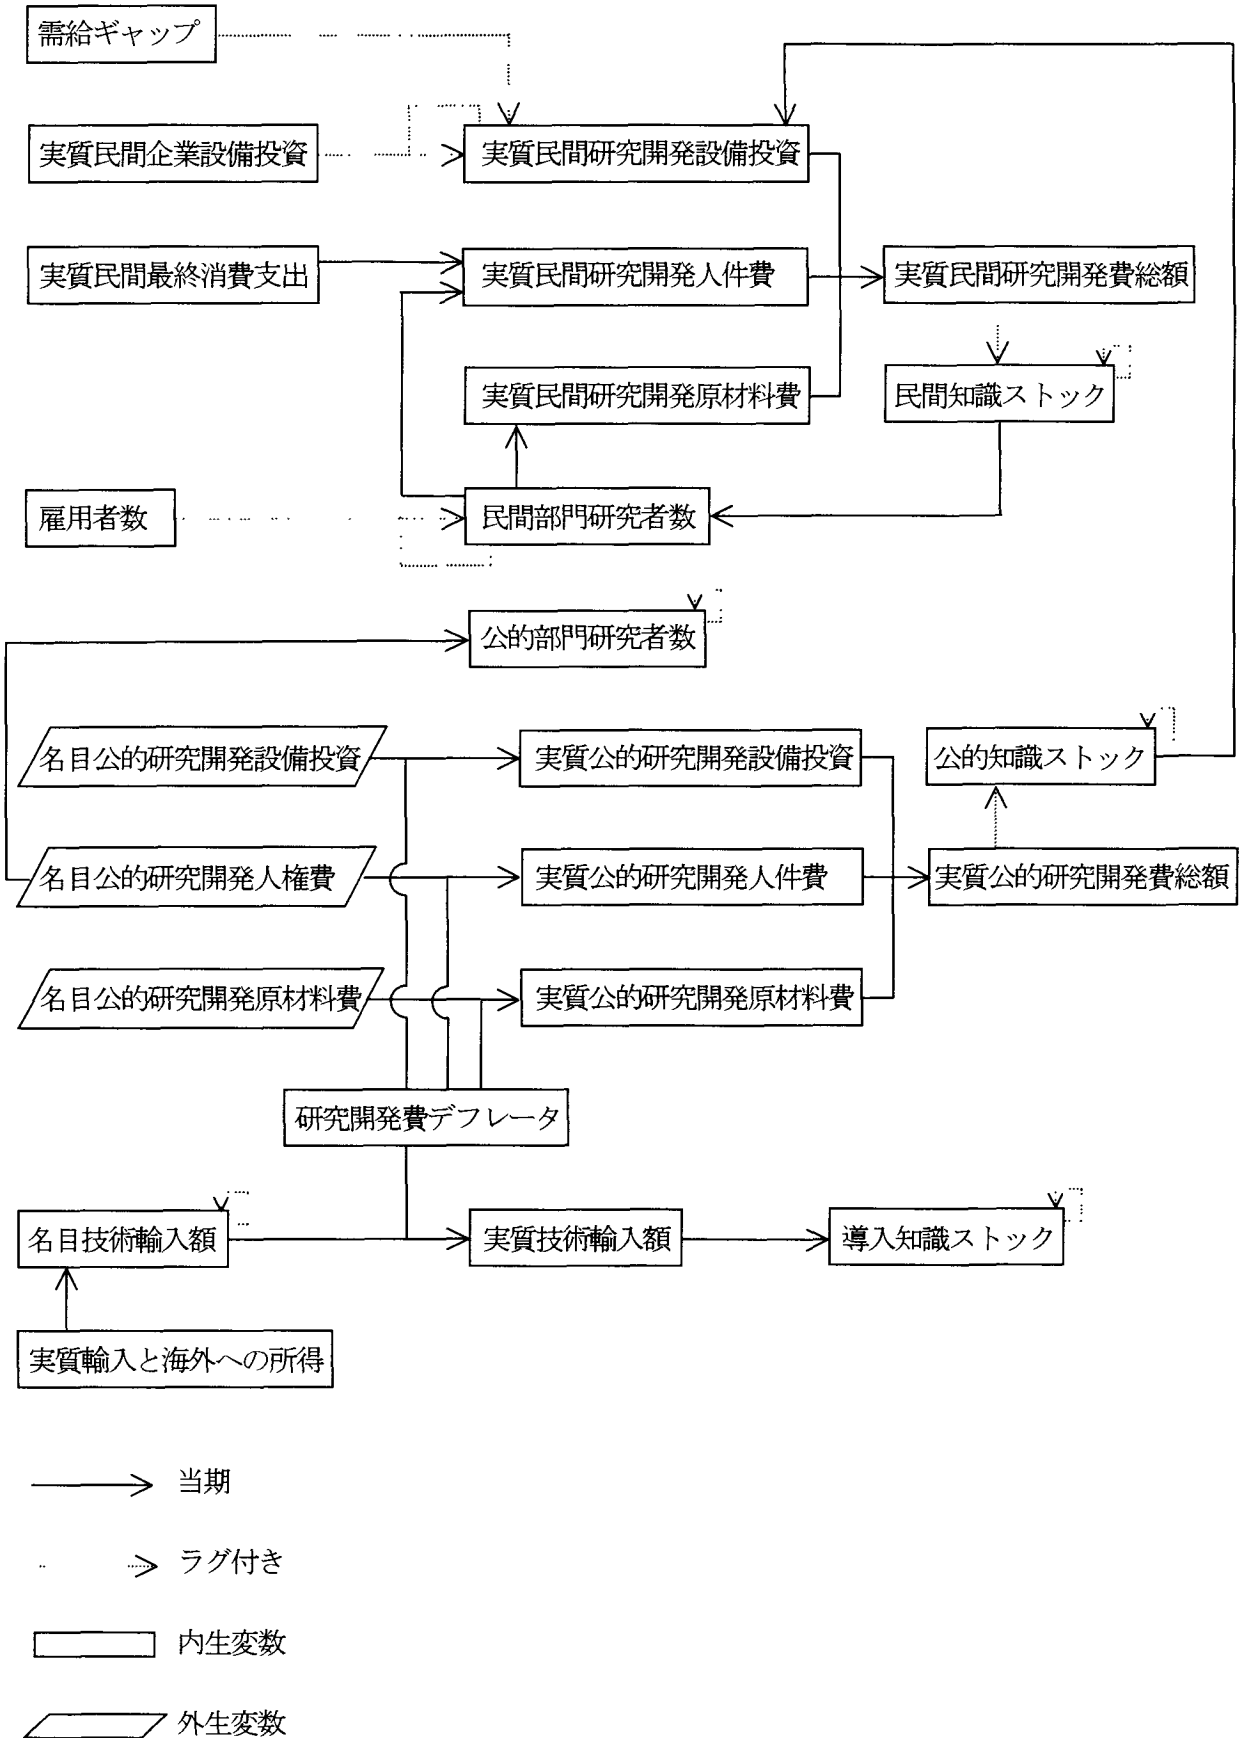 需給ギャップ
実質民間企業設備投資
実質民間研究開発設備投資
実質民間最終消費支出
実質民間研究開発人件費
実質民間研究開発費総額
実質民間研究開発原材料費
民間知識ストック
雇用者数
民間部門研究者数
公的部門研究者数
名目公的研究開発設備投資
実質公的研究開発設備投資
公的知識ストック
名目公的研究開発人権費
実質公的研究開発人件費
実質公的研究開発費総額
名目公的研究開発原材料費
実質公的研究開発原材料費
研究開発費デフレータ
名目技術輸入額
実質技術輸入額
導入知識ストック
実質輸入と海外への所得
当期
ラグ付き
内生変数
外生変数